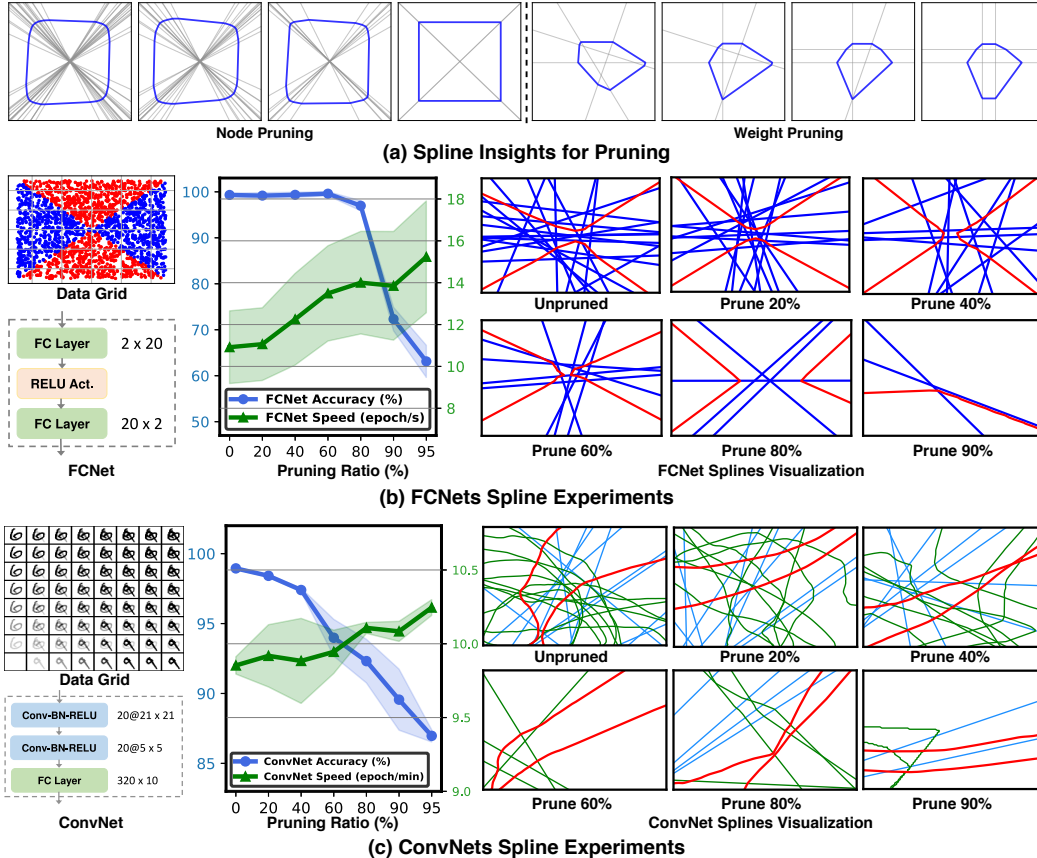 Node Pruning
Weight Pruning
(a) Spline Insights for Pruning
Data Grid
FC Layer 2 x 20
RELU Act.
FC Layer 20 x 2
FCNet
100
90
80
70
60
50
18
16
14
12
10
8
FCNet Accuracy (%)
FCNet Speed (epoch/s)
0 20 40 60 80 90 95
Pruning Ratio (%)
Unpruned
Prune 20%
Prune 40%
Prune 60%
Prune 80%
Prune 90%
FCNet Splines Visualization
(b) FCNets Spline Experiments
Data Grid
Conv-BN-RELU 20@21 x 21
Conv-BN-RELU 20@5 x 5
FC Layer 320 x 10
ConvNet
100
95
90
85
10.5
10.0
9.5
9.0
ConvNet Accuracy (%)
ConvNet Speed (epoch/min)
0 20 40 60 80 90 95
Pruning Ratio (%)
Unpruned
Prune 20%
Prune 40%
Prune 60%
Prune 80%
Prune 90%
ConvNet Splines Visualization
(c) ConvNets Spline Experiments